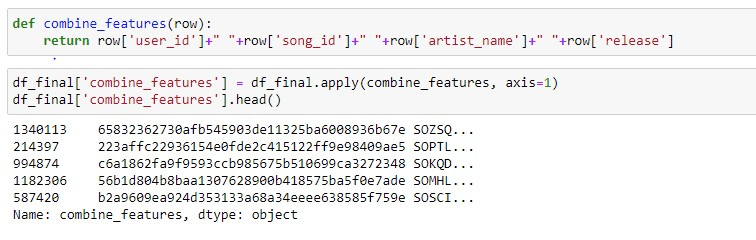 def combine_features(row):
    return row['user_id']+" "+row['song_id']+" "+row['artist_name']+" "+row['release']
df_final['combine_features'] = df_final.apply(combine_features, axis=1)
df_final['combine_features'].head()
1340113    65832362730afb545903de11325ba6008936b67e SOZSQ...
214397     223affc22936154e0fde2c415122ff9e98409ae5 SOPTL...
994874     c6a1862fa9f9593ccb985675b510699ca3272348 SOKQD...
1182306    56b1d804b8baa1307628900b418575ba5f0e7ade SOMHL...
587420     b2a9609ea924d353133a68a34eeee638585f759e SOSCI...
Name: combine_features, dtype: object